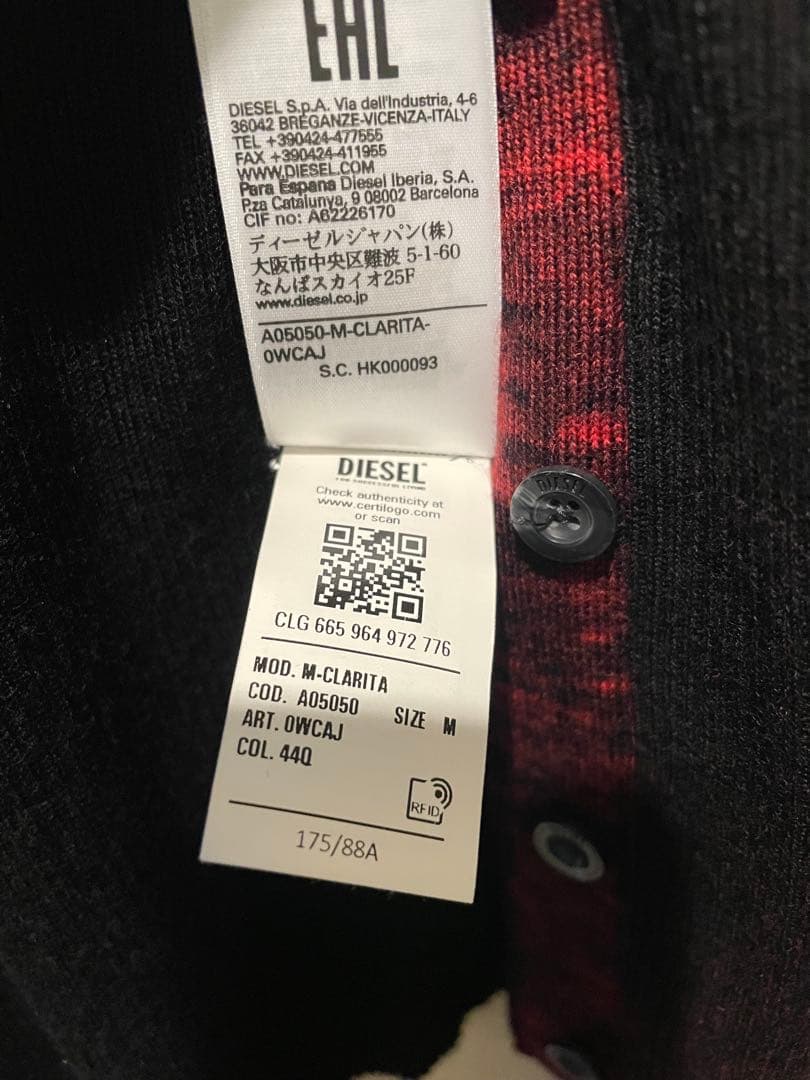 EAC
DIESEL S.p.A. Via dell'Industria, 4-6
36042 BREGANZE-VICENZA-ITALY
TEL +390424-477555
FAX +390424-411955
WWW.DIESEL.COM
Para Espana Diesel Iberia, S.A.
P.za Catalunya, 9 08002 Barcelona
CIF no: A62226170
ディーゼルジャパン(株)
大阪市中央区難波 5-1-60
なんばスカイオ25F
www.diesel.co.jp
A05050-M-CLARITA-
0WCAJ
S.C. HK000093
DIESEL
FOR SUCCESSFUL LIVING
Check authenticity at
www.certilogo.com
or scan
CLG 665 964 972 776
MOD. M-CLARITA
COD. A05050
SIZE M
ART. 0WCAJ
COL. 44Q
RFID
175/88A
DIESEL